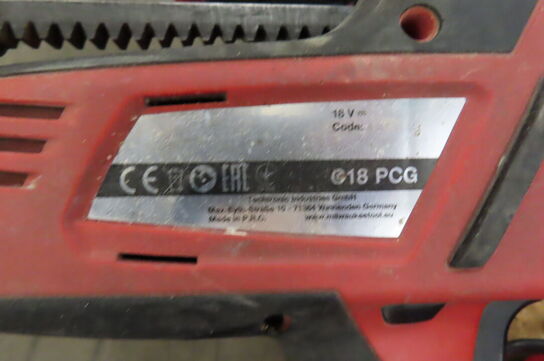 18 V
Code:
CE EAC C18 PCG
Techtronic Industries GmbH
Max-Eyth-Straße 10 - 71364 Winnenden Germany
Made in P.R.C. www.milwaukeetool.eu